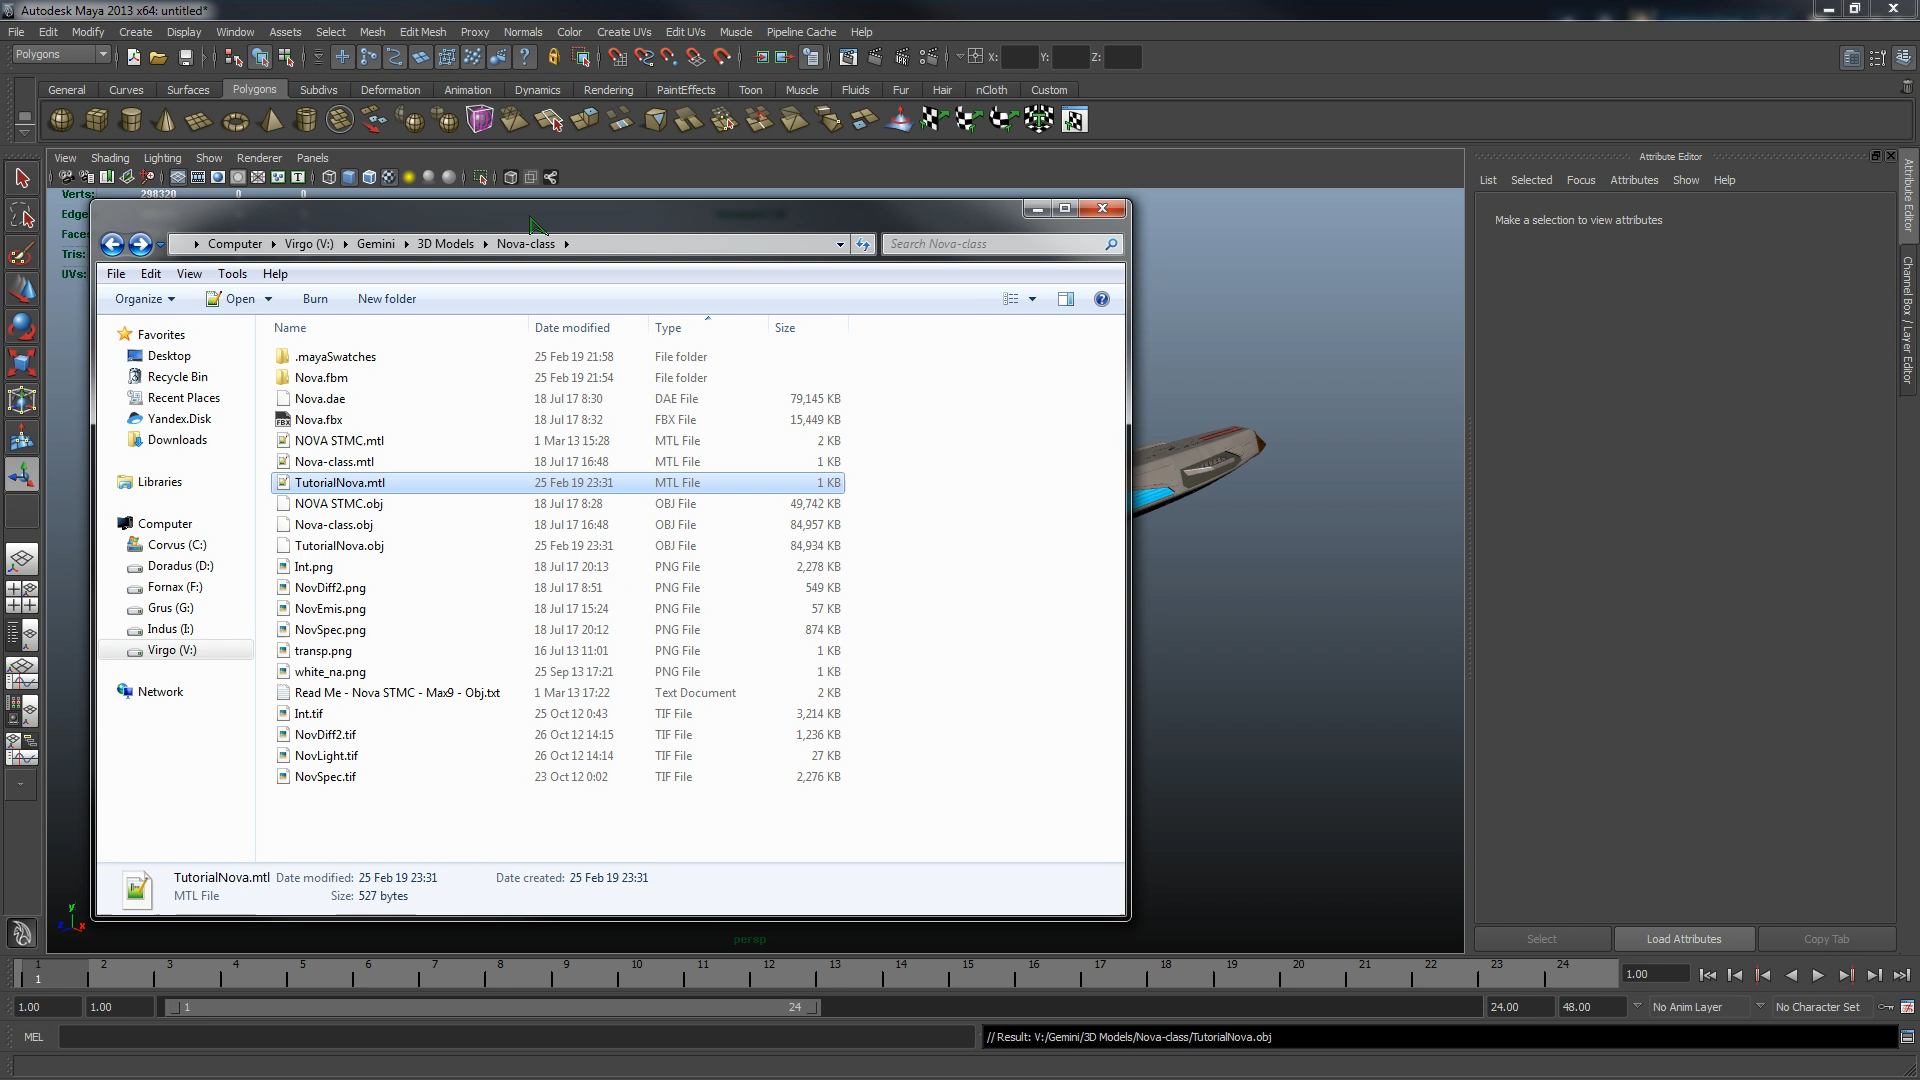 Autodesk Maya 2013 x64: untitled*
File Edit Modify Create Display Window Assets Select Mesh Edit Mesh Proxy Normals Color Create UVs Edit UVs Muscle Pipeline Cache Help
Polygons X: Y: Z:
General Curves Surfaces Polygons Subdivs Deformation Animation Dynamics Rendering PaintEffects Toon Muscle Fluids Fur Hair nCloth Custom
View Shading Lighting Show Renderer Panels
Attribute Editor
List Selected Focus Attributes Show Help
Make a selection to view attributes
Attribute Editor
Channel Box / Layer Editor
Verts: 298320 0 0
Edge
Faces
Tris:
UVs:
Computer Virgo (V:) Gemini 3D Models Nova-class
Search Nova-class
File Edit View Tools Help
Organize Open Burn New folder
Favorites
Desktop
Recycle Bin
Recent Places
Yandex.Disk
Downloads
Libraries
Computer
Corvus (C:)
Doradus (D:)
Fornax (F:)
Grus (G:)
Indus (I:)
Virgo (V:)
Network
Name Date modified Type Size
.mayaSwatches 25 Feb 19 21:58 File folder
Nova.fbm 25 Feb 19 21:54 File folder
Nova.dae 18 Jul 17 8:30 DAE File 79,145 KB
Nova.fbx 18 Jul 17 8:32 FBX File 15,449 KB
NOVA STMC.mtl 1 Mar 13 15:28 MTL File 2 KB
Nova-class.mtl 18 Jul 17 16:48 MTL File 1 KB
TutorialNova.mtl 25 Feb 19 23:31 MTL File 1 KB
NOVA STMC.obj 18 Jul 17 8:28 OBJ File 49,742 KB
Nova-class.obj 18 Jul 17 16:48 OBJ File 84,957 KB
TutorialNova.obj 25 Feb 19 23:31 OBJ File 84,934 KB
Int.png 18 Jul 17 20:13 PNG File 2,278 KB
NovDiff2.png 18 Jul 17 8:51 PNG File 549 KB
NovEmis.png 18 Jul 17 15:24 PNG File 57 KB
NovSpec.png 18 Jul 17 20:12 PNG File 874 KB
transp.png 16 Jul 13 11:01 PNG File 1 KB
white_na.png 25 Sep 13 17:21 PNG File 1 KB
Read Me - Nova STMC - Max9 - Obj.txt 1 Mar 13 17:22 Text Document 2 KB
Int.tif 25 Oct 12 0:43 TIF File 3,214 KB
NovDiff2.tif 26 Oct 12 14:15 TIF File 1,236 KB
NovLight.tif 26 Oct 12 14:14 TIF File 27 KB
NovSpec.tif 23 Oct 12 0:02 TIF File 2,276 KB
TutorialNova.mtl Date modified: 25 Feb 19 23:31 Date created: 25 Feb 19 23:31
MTL File Size: 527 bytes
y
z x
persp
Select Load Attributes Copy Tab
1 2 3 4 5 6 7 8 9 10 11 12 13 14 15 16 17 18 19 20 21 22 23 24
1 1.00
1.00 1.00 1 24 24.00 48.00 No Anim Layer No Character Set
MEL // Result: V:/Gemini/3D Models/Nova-class/TutorialNova.obj